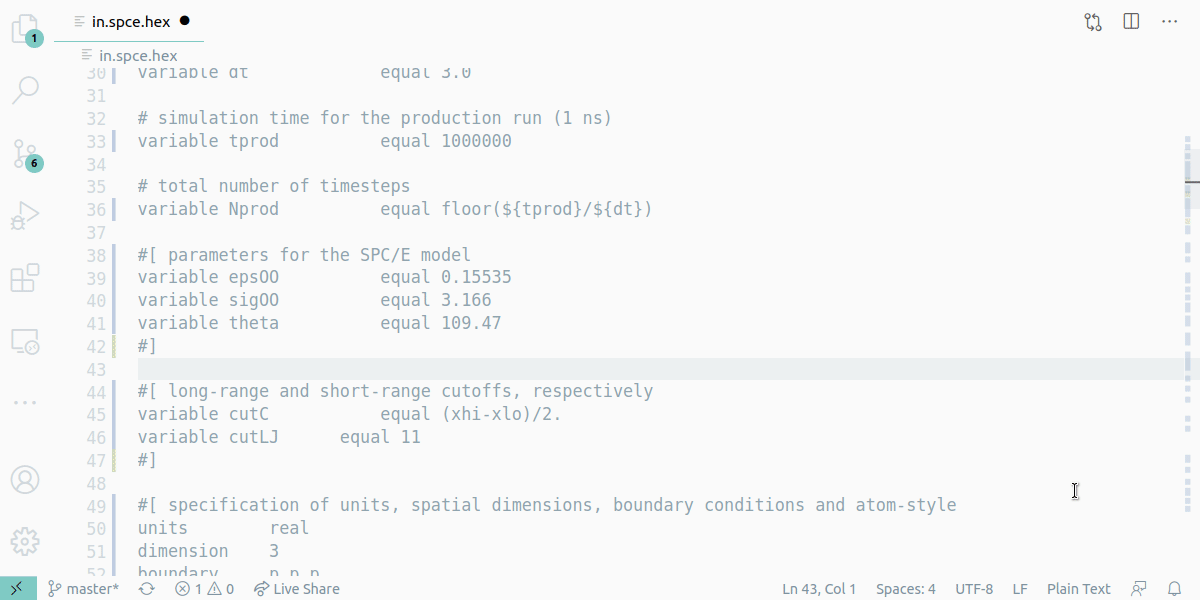 in.spce.hex
1
in.spce.hex
30 variable dt equal 3.0
31
32 # simulation time for the production run (1 ns)
33 variable tprod equal 1000000
34
35 # total number of timesteps
36 variable Nprod equal floor(${tprod}/${dt})
37
38 #[ parameters for the SPC/E model
39 variable epsOO equal 0.15535
40 variable sigOO equal 3.166
41 variable theta equal 109.47
42 #]
43
44 #[ long-range and short-range cutoffs, respectively
45 variable cutC equal (xhi-xlo)/2.
46 variable cutLJ equal 11
47 #]
48
49 #[ specification of units, spatial dimensions, boundary conditions and atom-style
50 units real
51 dimension 3
52 boundary p p p
6
master* 1 0 Live Share Ln 43, Col 1 Spaces: 4 UTF-8 LF Plain Text